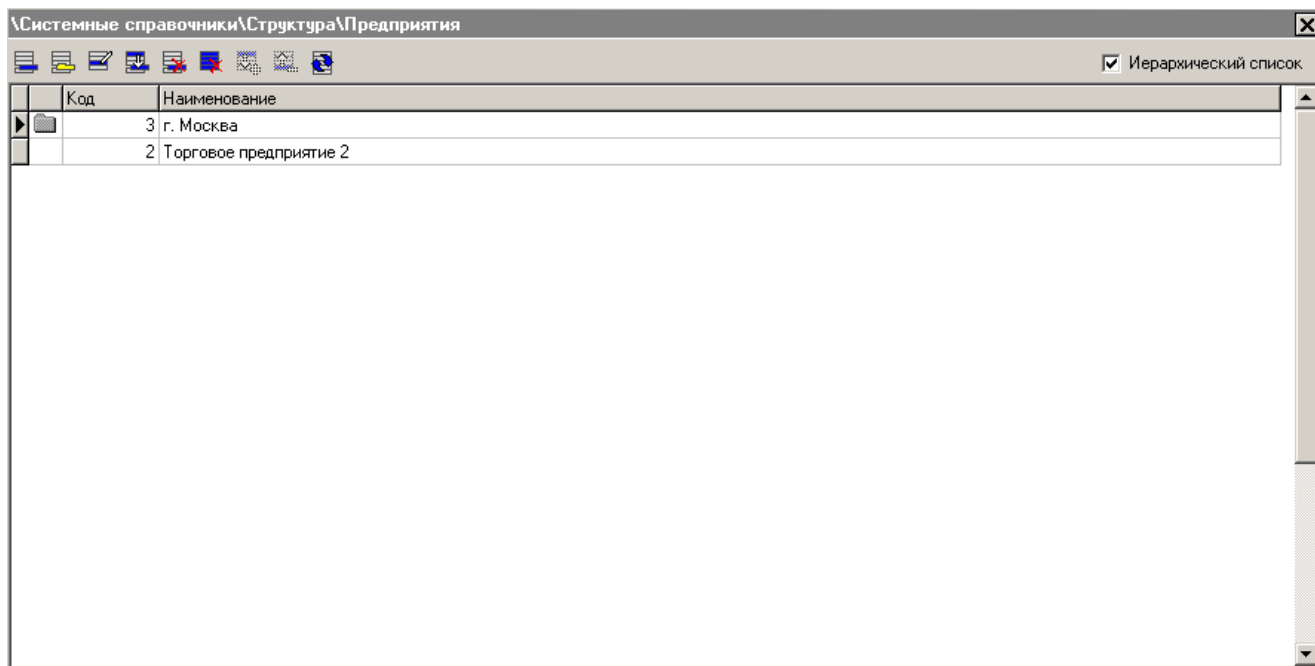 \Системные справочники\Структура\Предприятия
Иерархический список
Код Наименование
3 г. Москва
2 Торговое предприятие 2